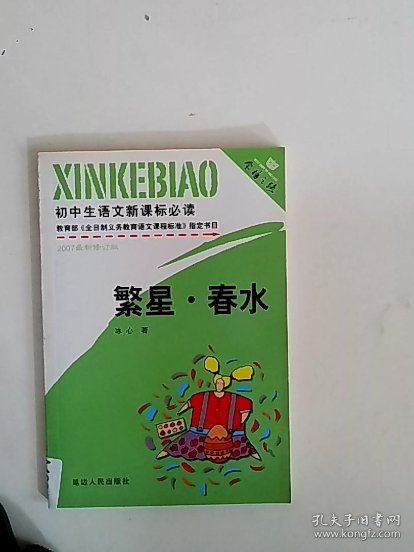 XINKEBIAO
初中生语文新课标必读
教育部《全日制义务教育语文课程标准》指定书目
2007最新修订版
繁星·春水
冰心 著
延边人民出版社
孔夫子旧书网
www.kongfz.com